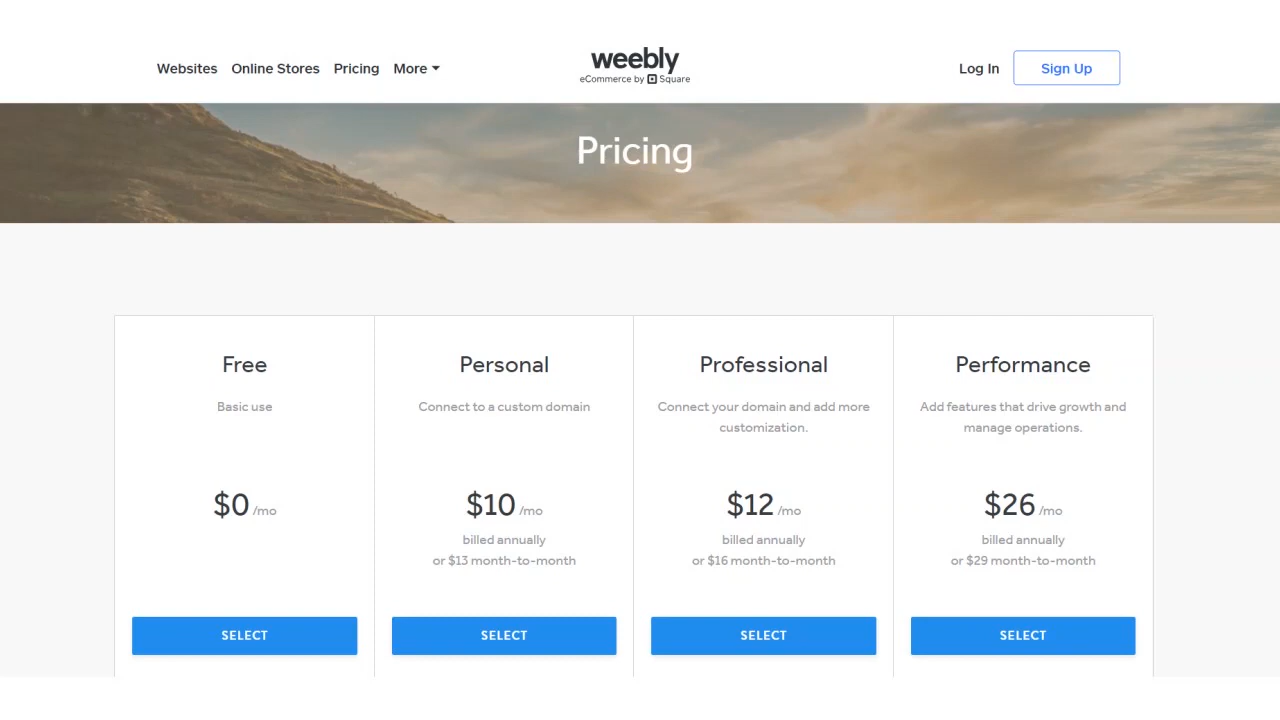 Websites Online Stores Pricing More
weebly
eCommerce by Square
Log In Sign Up
Pricing
Free
Basic use
$0 /mo
SELECT
Personal
Connect to a custom domain
$10 /mo
billed annually
or $13 month-to-month
SELECT
Professional
Connect your domain and add more
customization.
$12 /mo
billed annually
or $16 month-to-month
SELECT
Performance
Add features that drive growth and
manage operations.
$26 /mo
billed annually
or $29 month-to-month
SELECT